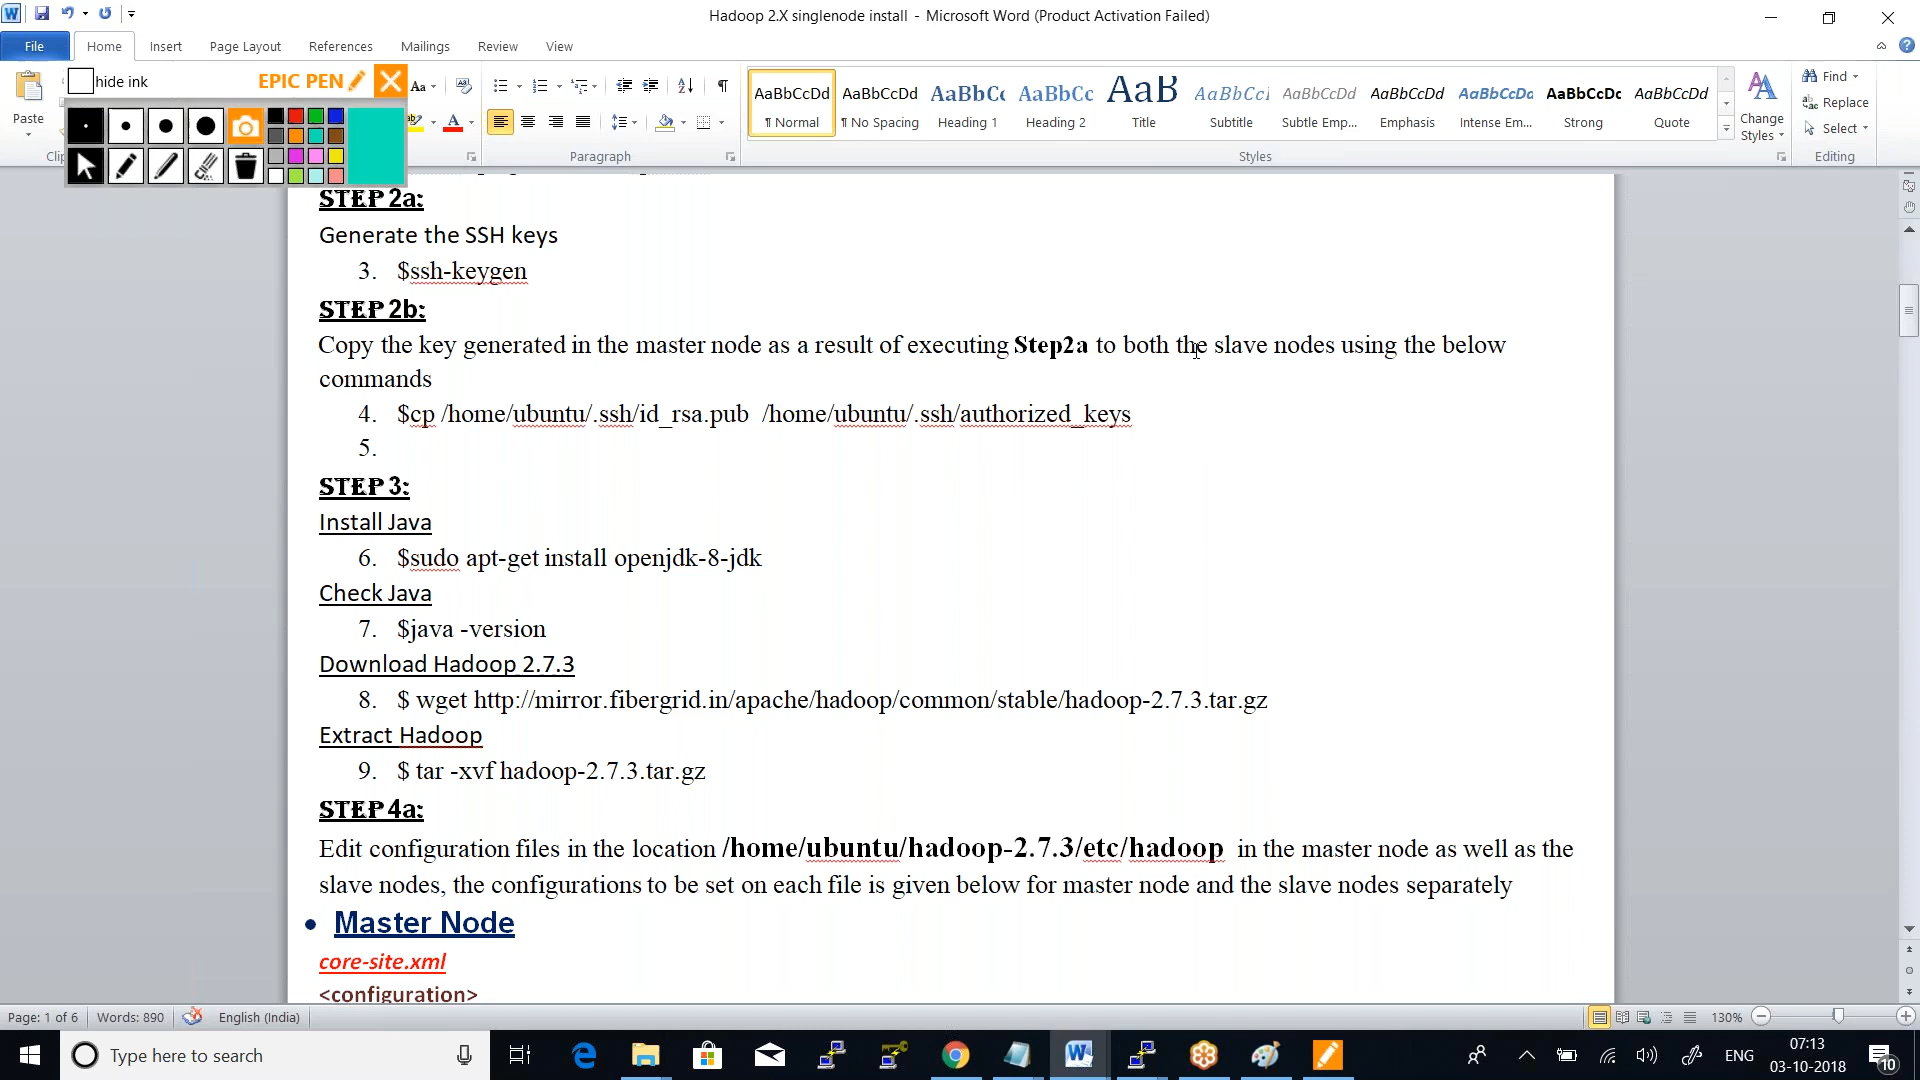 Hadoop 2.X singlenode install - Microsoft Word (Product Activation Failed)
File Home Insert Page Layout References Mailings Review View
hide ink EPIC PEN
Paste
Aa
Paragraph
AaBbCcDd AaBbCcDd AaBbCc AaBbCc AaB AaBbCcI AaBbCcDd AaBbCcDd AaBbCcDd AaBbCcDc AaBbCcDd
¶ Normal ¶ No Spacing Heading 1 Heading 2 Title Subtitle Subtle Emp... Emphasis Intense Em... Strong Quote
Change Styles
Styles
Find
Replace
Select
Editing
STEP 2a:
Generate the SSH keys
3. $ssh-keygen
STEP 2b:
Copy the key generated in the master node as a result of executing Step2a to both the slave nodes using the below
commands
4. $cp /home/ubuntu/.ssh/id_rsa.pub /home/ubuntu/.ssh/authorized_keys
5.
STEP 3:
Install Java
6. $sudo apt-get install openjdk-8-jdk
Check Java
7. $java -version
Download Hadoop 2.7.3
8. $ wget http://mirror.fibergrid.in/apache/hadoop/common/stable/hadoop-2.7.3.tar.gz
Extract Hadoop
9. $ tar -xvf hadoop-2.7.3.tar.gz
STEP 4a:
Edit configuration files in the location /home/ubuntu/hadoop-2.7.3/etc/hadoop in the master node as well as the
slave nodes, the configurations to be set on each file is given below for master node and the slave nodes separately
• Master Node
core-site.xml
<configuration>
Page: 1 of 6 Words: 890 English (India) 130%
Type here to search
ENG
07:13
03-10-2018
10